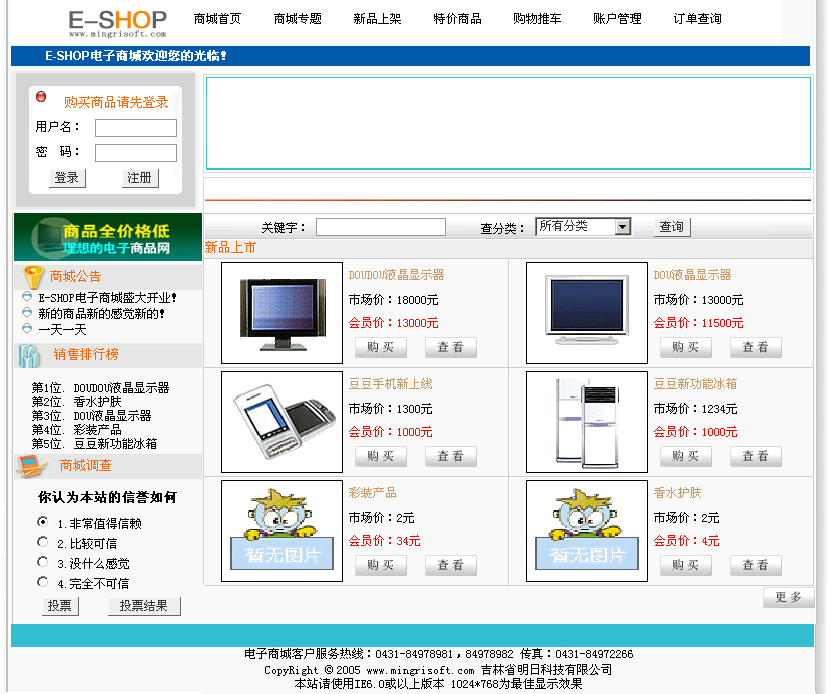 E-SHOP
www.mingrisoft.com
商城首页 商城专题 新品上架 特价商品 购物推车 账户管理 订单查询
E-SHOP电子商城欢迎您的光临!
购买商品请先登录
用户名：
密 码：
登录 注册
商品全价格低
理想的电子商品网
商城公告
E-SHOP电子商城盛大开业!
新的商品新的感觉新的!
一天一天
销售排行榜
第1位. DOUDOU液晶显示器
第2位. 香水护肤
第3位. DOU液晶显示器
第4位. 彩装产品
第5位. 豆豆新功能冰箱
商城调查
你认为本站的信誉如何
1.非常值得信赖
2.比较可信
3.没什么感觉
4.完全不可信
投票 投票结果
关键字： 查分类： 所有分类 查询
新品上市
DOUDOU液晶显示器
市场价：18000元
会员价：13000元
购 买 查 看
DOU液晶显示器
市场价：13000元
会员价：11500元
购 买 查 看
豆豆手机新上线
市场价：1300元
会员价：1000元
购 买 查 看
豆豆新功能冰箱
市场价：1234元
会员价：1000元
购 买 查 看
暂无图片
彩装产品
市场价：2元
会员价：34元
购 买 查 看
暂无图片
香水护肤
市场价：2元
会员价：4元
购 买 查 看
更 多
电子商城客户服务热线：0431-84978981，84978982 传真：0431-84972266
CopyRight © 2005 www.mingrisoft.com 吉林省明日科技有限公司
本站请使用IE6.0或以上版本 1024*768为最佳显示效果